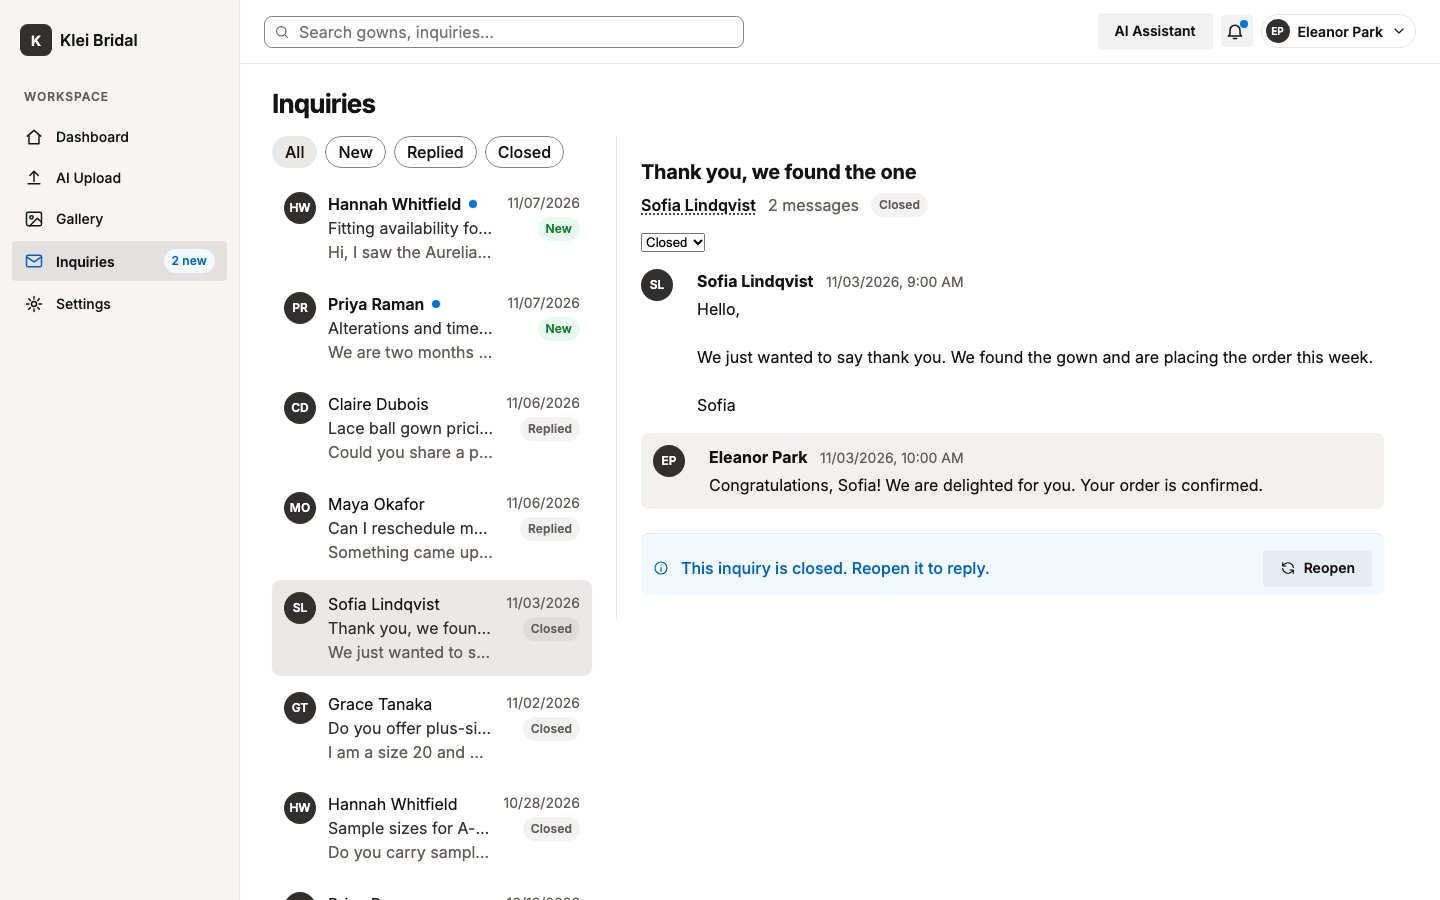 K Klei Bridal
Search gowns, inquiries...
AI Assistant
EP Eleanor Park
WORKSPACE
Dashboard
AI Upload
Gallery
Inquiries 2 new
Settings
Inquiries
All New Replied Closed
HW Hannah Whitfield 11/07/2026
Fitting availability fo... New
Hi, I saw the Aurelia...
PR Priya Raman 11/07/2026
Alterations and time... New
We are two months ...
CD Claire Dubois 11/06/2026
Lace ball gown prici... Replied
Could you share a p...
MO Maya Okafor 11/06/2026
Can I reschedule m... Replied
Something came up...
SL Sofia Lindqvist 11/03/2026
Thank you, we foun... Closed
We just wanted to s...
GT Grace Tanaka 11/02/2026
Do you offer plus-si... Closed
I am a size 20 and ...
HW Hannah Whitfield 10/28/2026
Sample sizes for A-... Closed
Do you carry sampl...
Thank you, we found the one
Sofia Lindqvist 2 messages Closed
Closed
SL Sofia Lindqvist 11/03/2026, 9:00 AM
Hello,
We just wanted to say thank you. We found the gown and are placing the order this week.
Sofia
EP Eleanor Park 11/03/2026, 10:00 AM
Congratulations, Sofia! We are delighted for you. Your order is confirmed.
This inquiry is closed. Reopen it to reply. Reopen